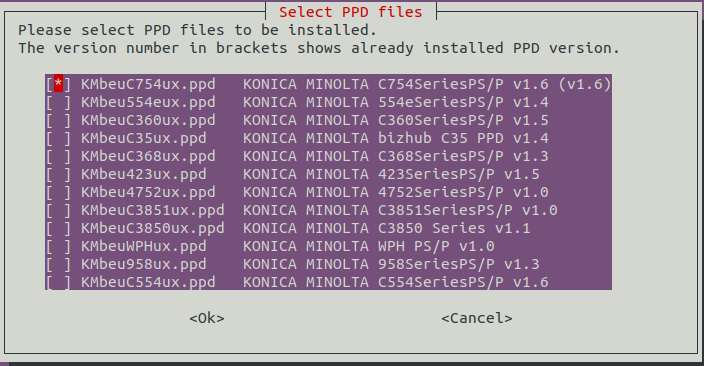 Select PPD files
Please select PPD files to be installed.
The version number in brackets shows already installed PPD version.
[*] KMbeuC754ux.ppd KONICA MINOLTA C754SeriesPS/P v1.6 (v1.6)
[ ] KMbeu554eux.ppd KONICA MINOLTA 554eSeriesPS/P v1.4
[ ] KMbeuC360ux.ppd KONICA MINOLTA C360SeriesPS/P v1.5
[ ] KMbeuC35ux.ppd KONICA MINOLTA bizhub C35 PPD v1.4
[ ] KMbeuC368ux.ppd KONICA MINOLTA C368SeriesPS/P v1.3
[ ] KMbeu423ux.ppd KONICA MINOLTA 423SeriesPS/P v1.5
[ ] KMbeu4752ux.ppd KONICA MINOLTA 4752SeriesPS/P v1.0
[ ] KMbeuC3851ux.ppd KONICA MINOLTA C3851SeriesPS/P v1.0
[ ] KMbeuC3850ux.ppd KONICA MINOLTA C3850 Series v1.1
[ ] KMbeuWPHux.ppd KONICA MINOLTA WPH PS/P v1.0
[ ] KMbeu958ux.ppd KONICA MINOLTA 958SeriesPS/P v1.3
[ ] KMbeuC554ux.ppd KONICA MINOLTA C554SeriesPS/P v1.6
<Ok> <Cancel>